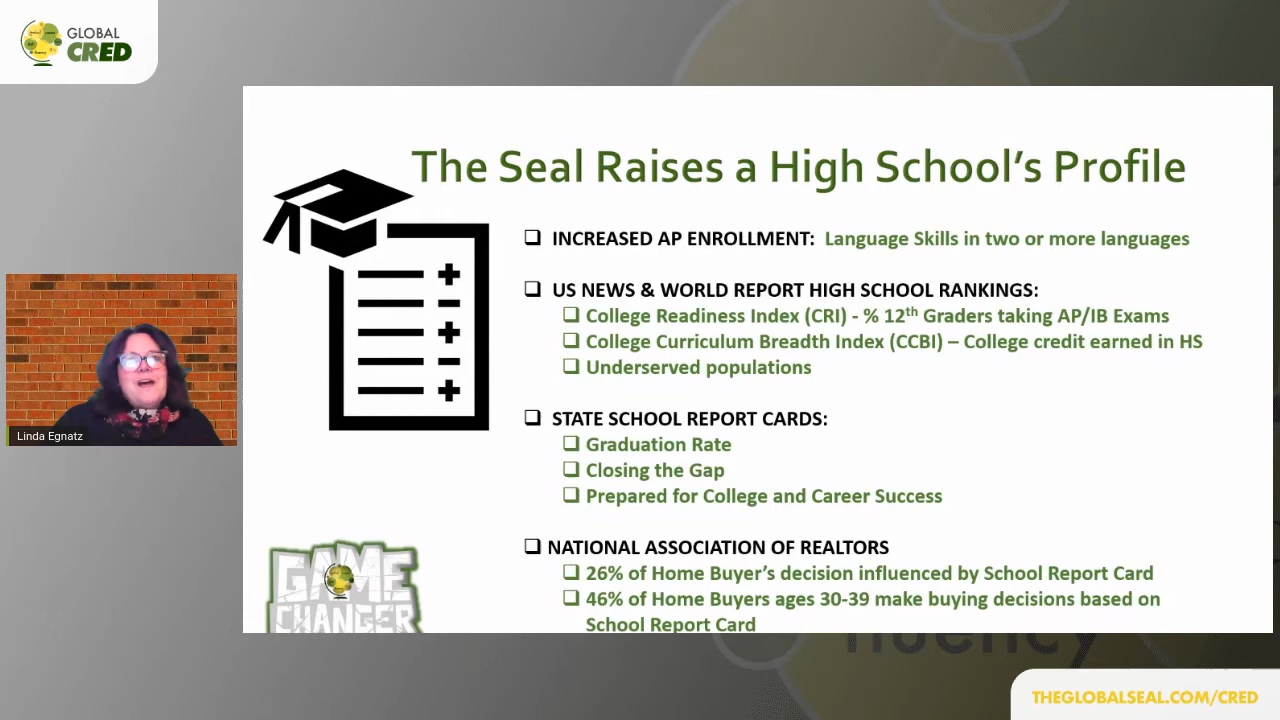 GLOBAL
CRED
The Seal Raises a High School's Profile
❑ INCREASED AP ENROLLMENT: Language Skills in two or more languages
❑ US NEWS & WORLD REPORT HIGH SCHOOL RANKINGS:
❑ College Readiness Index (CRI) - % 12th Graders taking AP/IB Exams
❑ College Curriculum Breadth Index (CCBI) – College credit earned in HS
❑ Underserved populations
❑ STATE SCHOOL REPORT CARDS:
❑ Graduation Rate
❑ Closing the Gap
❑ Prepared for College and Career Success
Linda Egnatz
❑ NATIONAL ASSOCIATION OF REALTORS
❑ 26% of Home Buyer's decision influenced by School Report Card
❑ 46% of Home Buyers ages 30-39 make buying decisions based on
School Report Card
GAME
CHANGER
fluency
THEGLOBALSEAL.COM/CRED